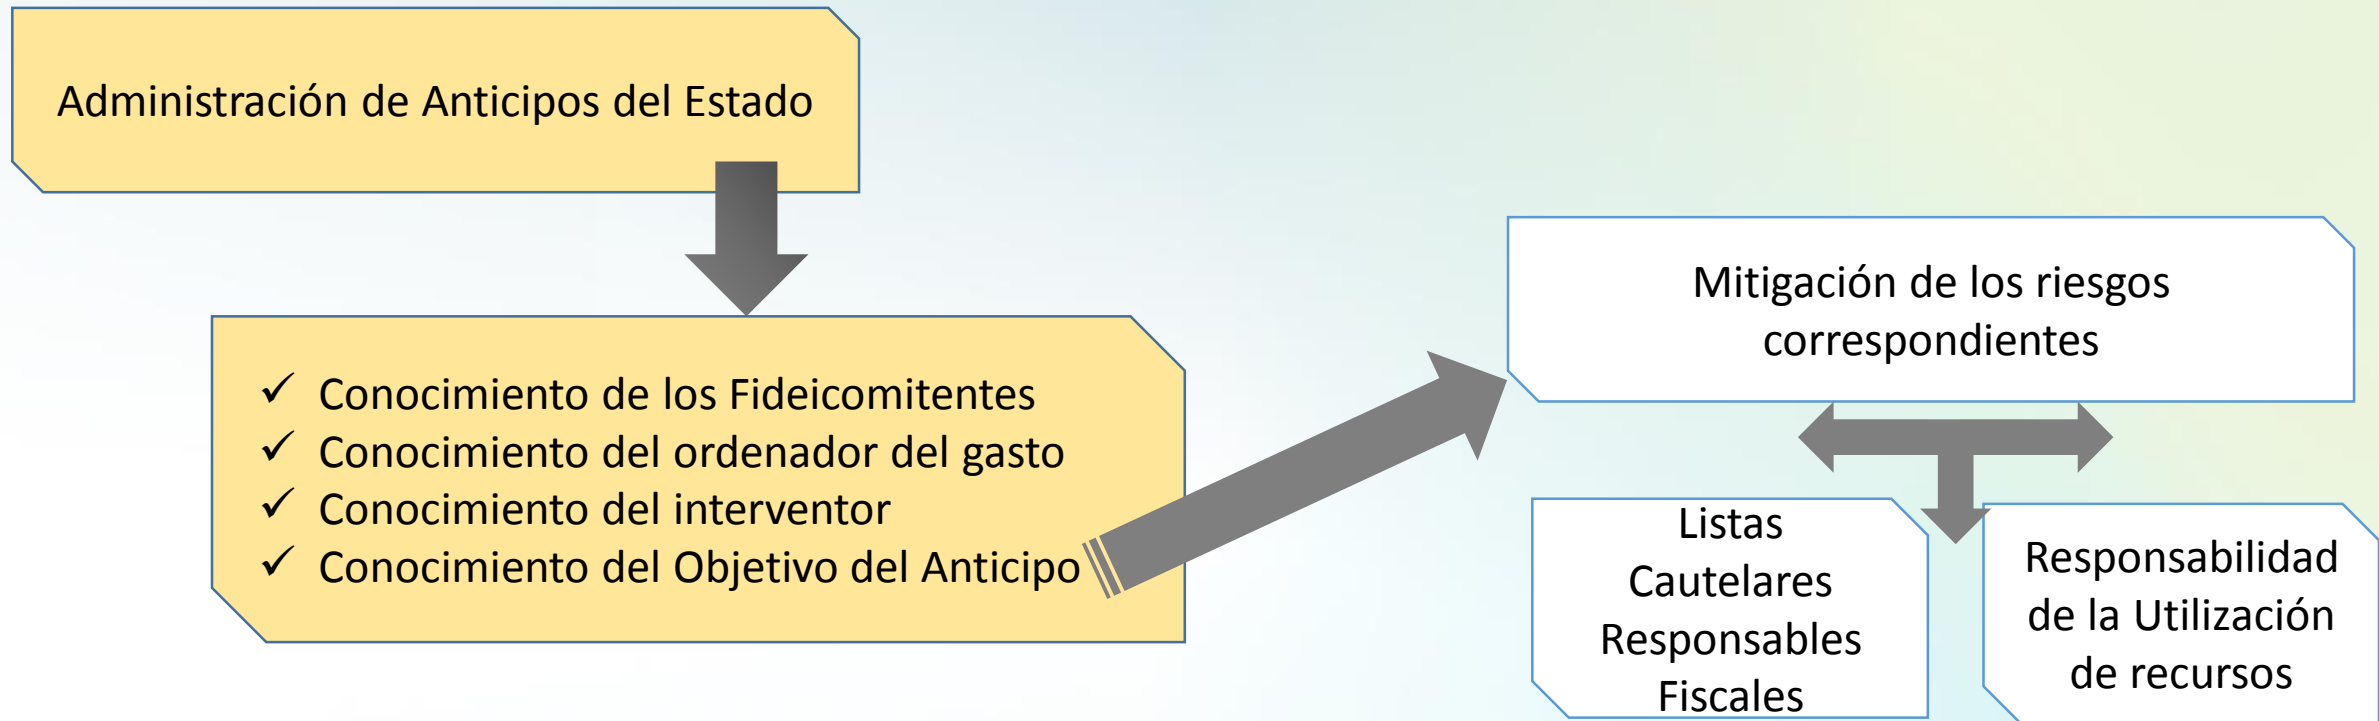 Administración de Anticipos del Estado
✓ Conocimiento de los Fideicomitentes
✓ Conocimiento del ordenador del gasto
✓ Conocimiento del interventor
✓ Conocimiento del Objetivo del Anticipo
Mitigación de los riesgos
correspondientes
Listas
Cautelares
Responsables
Fiscales
Responsabilidad
de la Utilización
de recursos